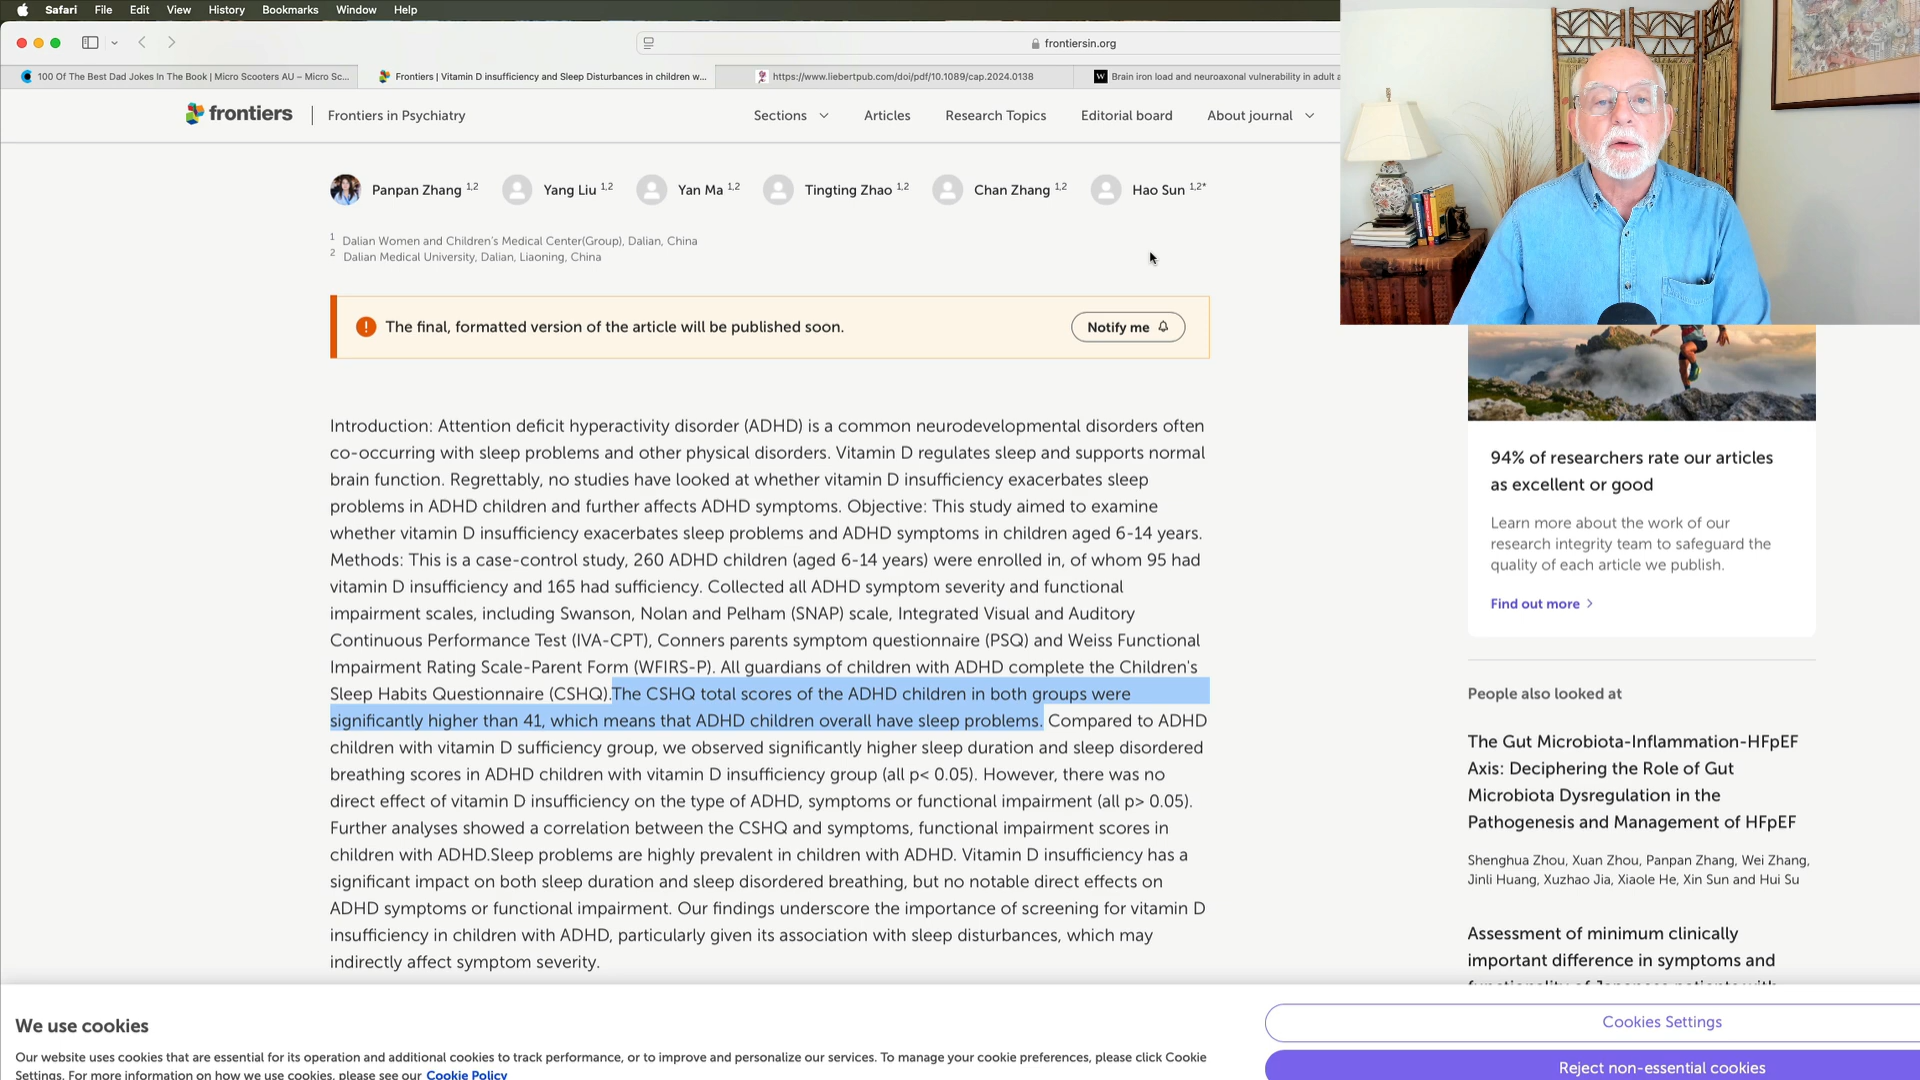 Safari File Edit View History Bookmarks Window Help
frontiersin.org
100 Of The Best Dad Jokes In The Book | Micro Scooters AU – Micro Sc...
Frontiers | Vitamin D insufficiency and Sleep Disturbances in children w...
https://www.liebertpub.com/doi/pdf/10.1089/cap.2024.0138
W Brain iron load and neuroaxonal vulnerability in adult a
frontiers | Frontiers in Psychiatry
Sections Articles Research Topics Editorial board About journal
Panpan Zhang 1,2 Yang Liu 1,2 Yan Ma 1,2 Tingting Zhao 1,2 Chan Zhang 1,2 Hao Sun 1,2*
1 Dalian Women and Children's Medical Center(Group), Dalian, China
2 Dalian Medical University, Dalian, Liaoning, China
! The final, formatted version of the article will be published soon.
Notify me
Introduction: Attention deficit hyperactivity disorder (ADHD) is a common neurodevelopmental disorders often
co-occurring with sleep problems and other physical disorders. Vitamin D regulates sleep and supports normal
brain function. Regrettably, no studies have looked at whether vitamin D insufficiency exacerbates sleep
problems in ADHD children and further affects ADHD symptoms. Objective: This study aimed to examine
whether vitamin D insufficiency exacerbates sleep problems and ADHD symptoms in children aged 6-14 years.
Methods: This is a case-control study, 260 ADHD children (aged 6-14 years) were enrolled in, of whom 95 had
vitamin D insufficiency and 165 had sufficiency. Collected all ADHD symptom severity and functional
impairment scales, including Swanson, Nolan and Pelham (SNAP) scale, Integrated Visual and Auditory
Continuous Performance Test (IVA-CPT), Conners parents symptom questionnaire (PSQ) and Weiss Functional
Impairment Rating Scale-Parent Form (WFIRS-P). All guardians of children with ADHD complete the Children's
Sleep Habits Questionnaire (CSHQ).The CSHQ total scores of the ADHD children in both groups were
significantly higher than 41, which means that ADHD children overall have sleep problems. Compared to ADHD
children with vitamin D sufficiency group, we observed significantly higher sleep duration and sleep disordered
breathing scores in ADHD children with vitamin D insufficiency group (all p< 0.05). However, there was no
direct effect of vitamin D insufficiency on the type of ADHD, symptoms or functional impairment (all p> 0.05).
Further analyses showed a correlation between the CSHQ and symptoms, functional impairment scores in
children with ADHD.Sleep problems are highly prevalent in children with ADHD. Vitamin D insufficiency has a
significant impact on both sleep duration and sleep disordered breathing, but no notable direct effects on
ADHD symptoms or functional impairment. Our findings underscore the importance of screening for vitamin D
insufficiency in children with ADHD, particularly given its association with sleep disturbances, which may
indirectly affect symptom severity.
94% of researchers rate our articles
as excellent or good
Learn more about the work of our
research integrity team to safeguard the
quality of each article we publish.
Find out more
People also looked at
The Gut Microbiota-Inflammation-HFpEF
Axis: Deciphering the Role of Gut
Microbiota Dysregulation in the
Pathogenesis and Management of HFpEF
Shenghua Zhou, Xuan Zhou, Panpan Zhang, Wei Zhang,
Jinli Huang, Xuzhao Jia, Xiaole He, Xin Sun and Hui Su
Assessment of minimum clinically
important difference in symptoms and
functionality of Japanese patients with
We use cookies
Our website uses cookies that are essential for its operation and additional cookies to track performance, or to improve and personalize our services. To manage your cookie preferences, please click Cookie
Settings. For more information on how we use cookies, please see our Cookie Policy
Cookies Settings
Reject non-essential cookies